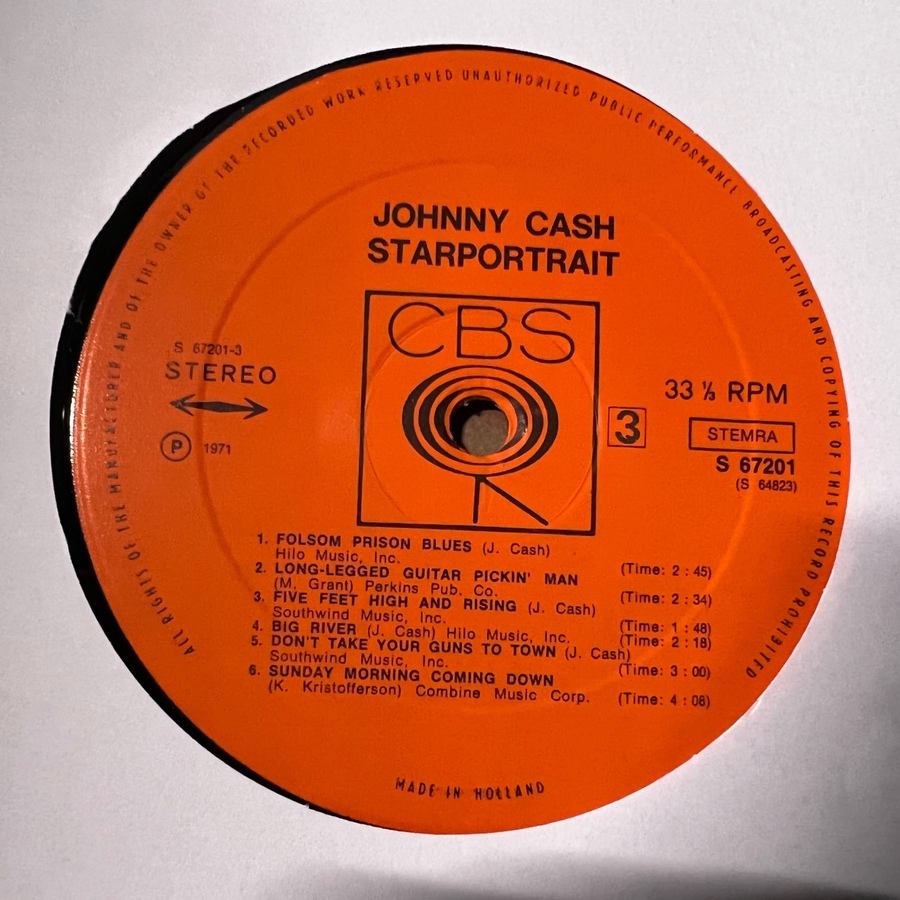 ALL RIGHTS OF THE MANUFACTURER AND OF THE OWNER OF THE RECORDED WORK RESERVED UNAUTHORIZED PUBLIC PERFORMANCE BROADCASTING AND COPYING OF THIS RECORD PROHIBITED
JOHNNY CASH
STARPORTRAIT
CBS
S 67201-3
STEREO
Ⓟ 1971
3
33 ⅓ RPM
STEMRA
S 67201
(S 64823)
1. FOLSOM PRISON BLUES (J. Cash)
Hilo Music, Inc. (Time: 2 : 45)
2. LONG-LEGGED GUITAR PICKIN' MAN
(M. Grant) Perkins Pub. Co. (Time: 2 : 34)
3. FIVE FEET HIGH AND RISING (J. Cash)
Southwind Music, Inc. (Time: 1 : 48)
4. BIG RIVER (J. Cash) Hilo Music, Inc. (Time: 2 : 18)
5. DON'T TAKE YOUR GUNS TO TOWN (J. Cash)
Southwind Music, Inc. (Time: 3 : 00)
6. SUNDAY MORNING COMING DOWN
(K. Kristofferson) Combine Music Corp. (Time: 4 : 08)
MADE IN HOLLAND